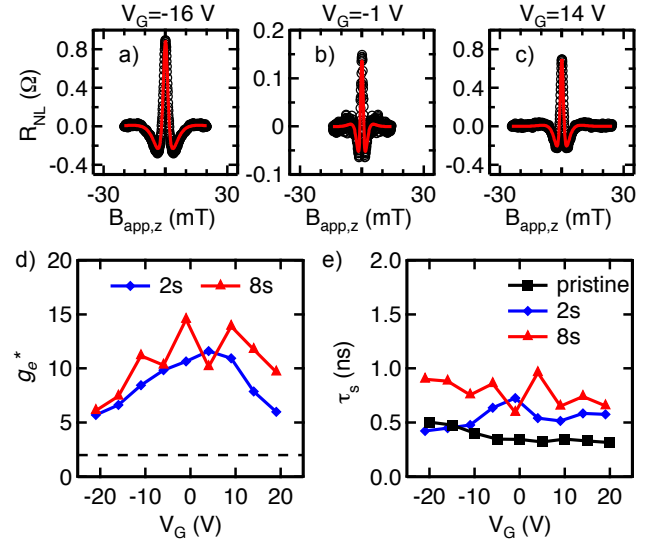 V_G=-16 V V_G=-1 V V_G=14 V
a) b) c)
R_NL (Ω)
0.8
0.4
0.0
-0.4
0.2
0.1
0
-0.1
0.8
0.4
0.0
-0.4
-30 30 -30 30 -30 30
B_app,z (mT) B_app,z (mT) B_app,z (mT)
d)
g_e*
20
15
10
5
0
2s 8s
-20 -10 0 10 20
V_G (V)
e)
τ_s (ns)
2.0
1.5
1.0
0.5
0.0
pristine
2s
8s
-20 -10 0 10 20
V_G (V)